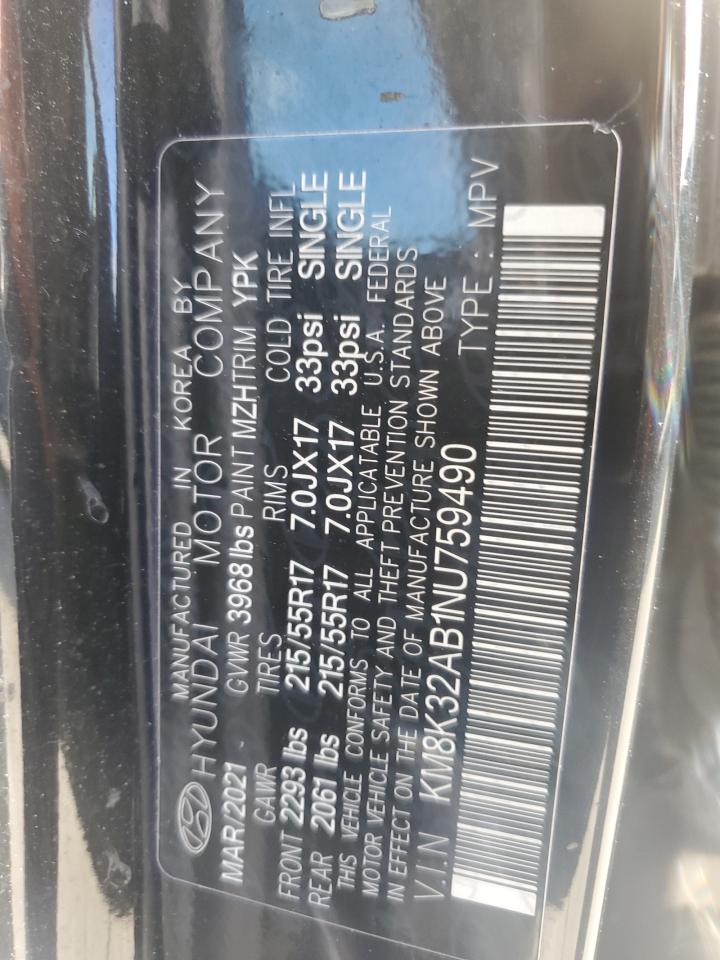 MANUFACTURED IN KOREA BY
HYUNDAI MOTOR COMPANY
MAR/2021 GVWR 3968 lbs PAINT MZH TRIM YPK
GAWR TIRES RIMS COLD TIRE INFL
FRONT 2293 lbs 215/55R17 7.0JX17 33psi SINGLE
REAR 2061 lbs 215/55R17 7.0JX17 33psi SINGLE
THIS VEHICLE CONFORMS TO ALL APPLICATABLE U.S.A. FEDERAL
MOTOR VEHICLE SAFETY AND THEFT PREVENTION STANDARDS
IN EFFECT ON THE DATE OF MANUFACTURE SHOWN ABOVE
V.I.N KM8K32AB1NU759490 TYPE : MPV